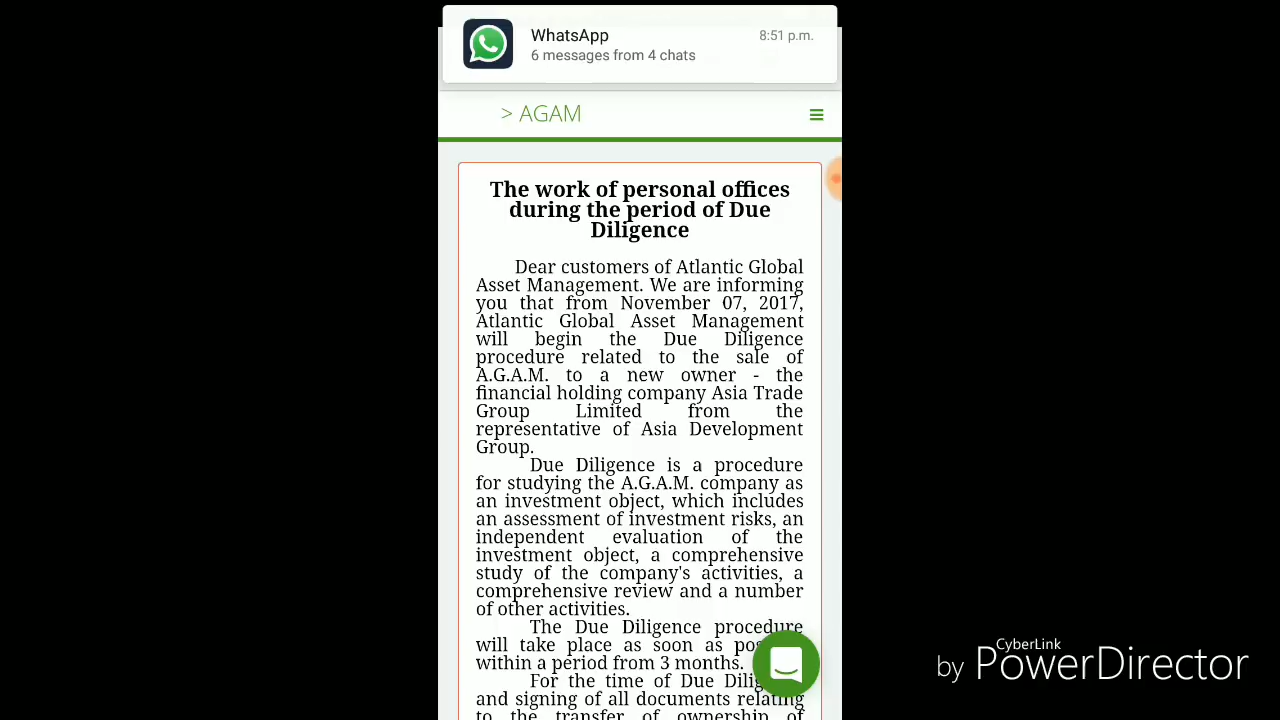 WhatsApp
8:51 p.m.
6 messages from 4 chats
> AGAM
The work of personal offices
during the period of Due
Diligence
Dear customers of Atlantic Global
Asset Management. We are informing
you that from November 07, 2017,
Atlantic Global Asset Management
will begin the Due Diligence
procedure related to the sale of
A.G.A.M. to a new owner - the
financial holding company Asia Trade
Group Limited from the
representative of Asia Development
Group.
Due Diligence is a procedure
for studying the A.G.A.M. company as
an investment object, which includes
an assessment of investment risks, an
independent evaluation of the
investment object, a comprehensive
study of the company's activities, a
comprehensive review and a number
of other activities.
The Due Diligence procedure
will take place as soon as
within a period from 3 months.
For the time of Due
and signing of all documents relating
to the transfer of ownership of
CyberLink
by PowerDirector